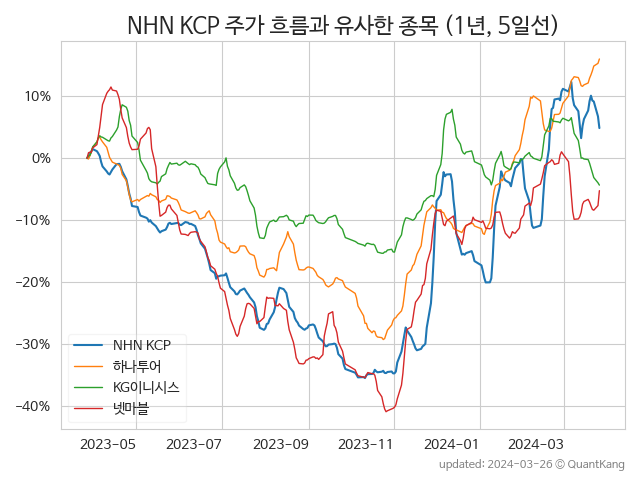 NHN KCP 주가 흐름과 유사한 종목 (1년, 5일선)
10%
0%
−10%
−20%
−30%
−40%
NHN KCP
하나투어
KG이니시스
넷마블
2023-05
2023-07
2023-09
2023-11
2024-01
2024-03
updated: 2024-03-26 © QuantKang